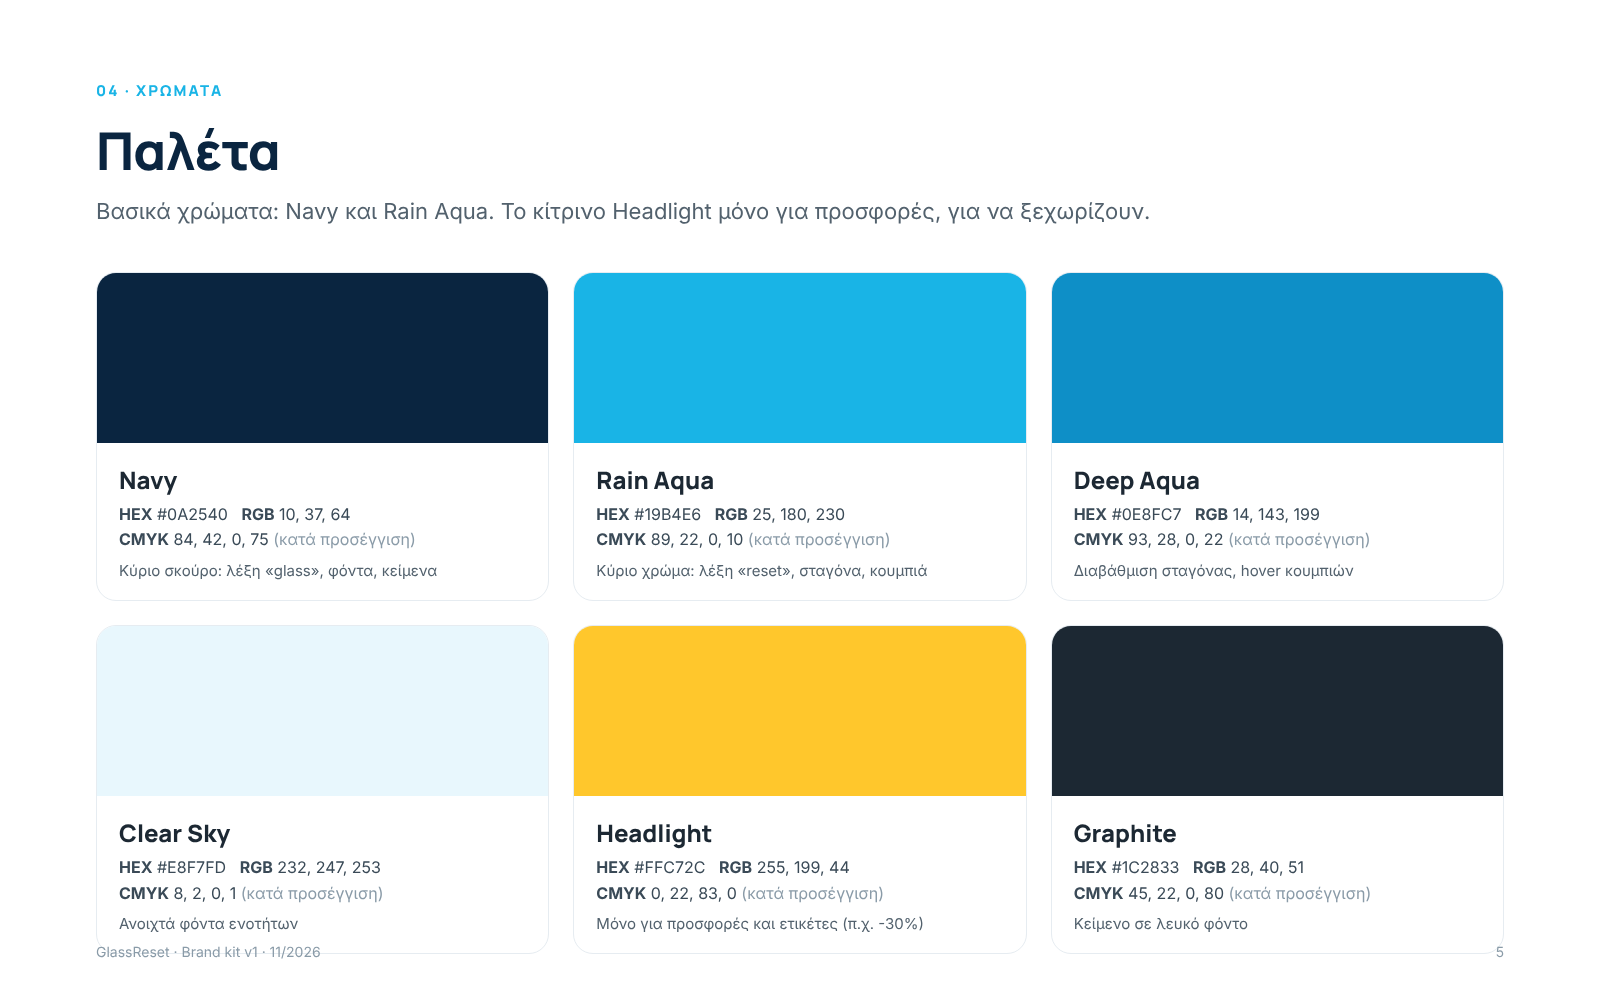 04 · ΧΡΩΜΑΤΑ
Παλέτα
Βασικά χρώματα: Navy και Rain Aqua. Το κίτρινο Headlight μόνο για προσφορές, για να ξεχωρίζουν.
Navy
HEX #0A2540 RGB 10, 37, 64
CMYK 84, 42, 0, 75 (κατά προσέγγιση)
Κύριο σκούρο: λέξη «glass», φόντα, κείμενα
Rain Aqua
HEX #19B4E6 RGB 25, 180, 230
CMYK 89, 22, 0, 10 (κατά προσέγγιση)
Κύριο χρώμα: λέξη «reset», σταγόνα, κουμπιά
Deep Aqua
HEX #0E8FC7 RGB 14, 143, 199
CMYK 93, 28, 0, 22 (κατά προσέγγιση)
Διαβάθμιση σταγόνας, hover κουμπιών
Clear Sky
HEX #E8F7FD RGB 232, 247, 253
CMYK 8, 2, 0, 1 (κατά προσέγγιση)
Ανοιχτά φόντα ενοτήτων
Headlight
HEX #FFC72C RGB 255, 199, 44
CMYK 0, 22, 83, 0 (κατά προσέγγιση)
Μόνο για προσφορές και ετικέτες (π.χ. -30%)
Graphite
HEX #1C2833 RGB 28, 40, 51
CMYK 45, 22, 0, 80 (κατά προσέγγιση)
Κείμενο σε λευκό φόντο
GlassReset · Brand kit v1 · 11/2026
5